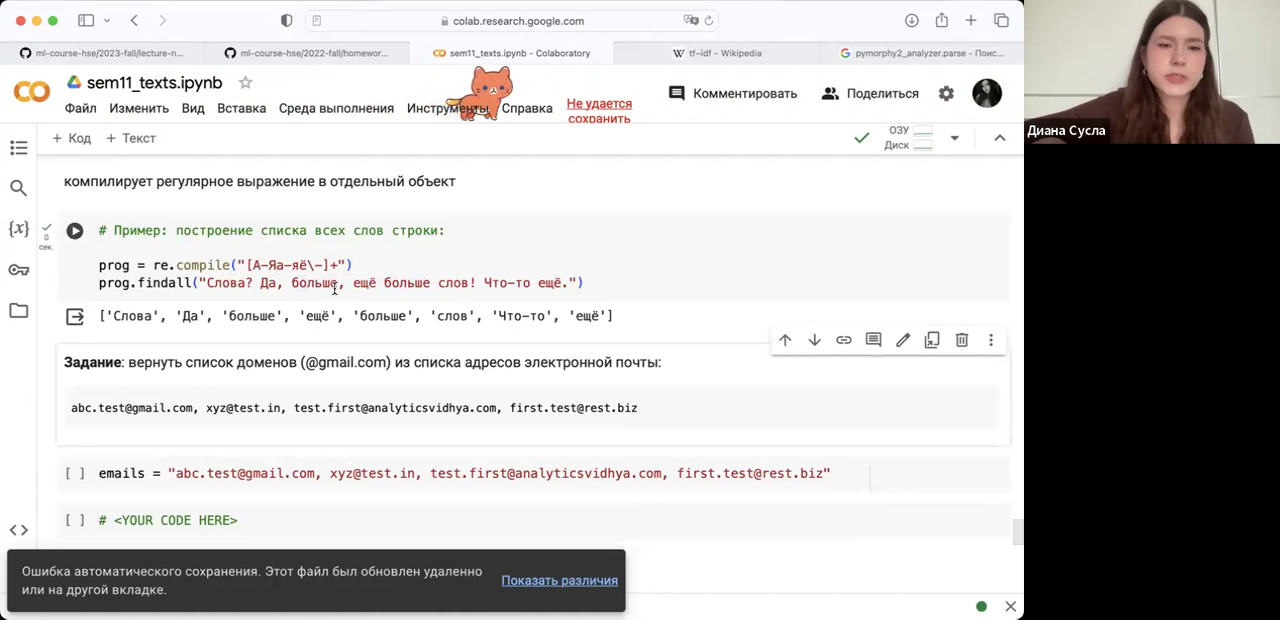 colab.research.google.com
ml-course-hse/2023-fall/lecture-n...
ml-course-hse/2022-fall/homewor...
sem11_texts.ipynb - Colaboratory
tf-idf — Wikipedia
pymorphy2_analyzer.parse - Поис...
sem11_texts.ipynb
Файл Изменить Вид Вставка Среда выполнения Инструменты Справка
Не удается
сохранить
Комментировать
Поделиться
+ Код + Текст
ОЗУ
Диск
компилирует регулярное выражение в отдельный объект
{x}
0
сек.
# Пример: построение списка всех слов строки:
prog = re.compile("[А-Яа-яё\-]+")
prog.findall("Слова? Да, больше, ещё больше слов! Что-то ещё.")
['Слова', 'Да', 'больше', 'ещё', 'больше', 'слов', 'Что-то', 'ещё']
Задание: вернуть список доменов (@gmail.com) из списка адресов электронной почты:
abc.test@gmail.com, xyz@test.in, test.first@analyticsvidhya.com, first.test@rest.biz
[ ] emails = "abc.test@gmail.com, xyz@test.in, test.first@analyticsvidhya.com, first.test@rest.biz"
[ ] # <YOUR CODE HERE>
Ошибка автоматического сохранения. Этот файл был обновлен удаленно
или на другой вкладке.
Показать различия
Диана Сусла